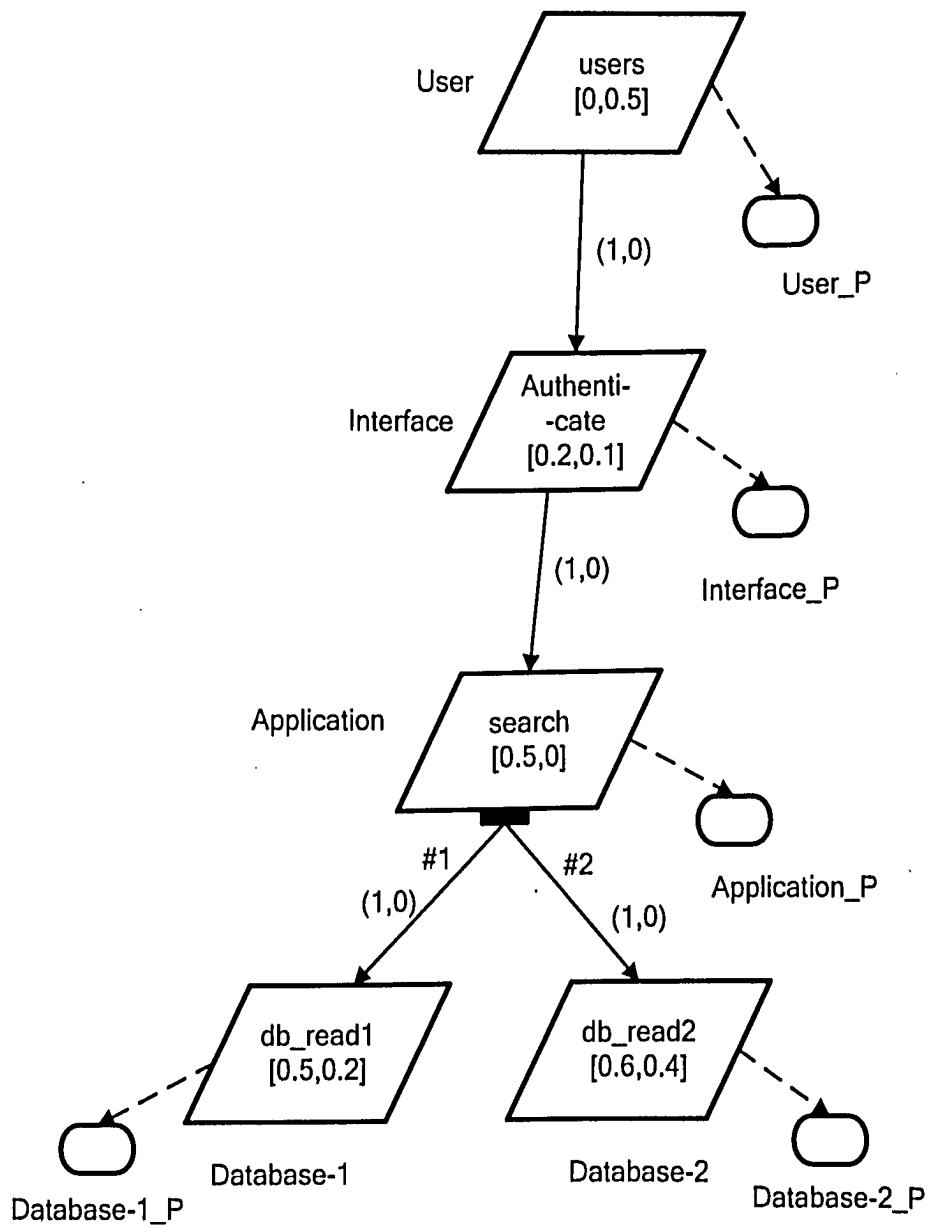 User
users
[0,0.5]
(1,0)
User_P
Interface
Authenti-
-cate
[0.2,0.1]
(1,0)
Interface_P
Application
search
[0.5,0]
#1
#2
(1,0)
(1,0)
Application_P
db_read1
[0.5,0.2]
db_read2
[0.6,0.4]
Database-1
Database-2
Database-1_P
Database-2_P